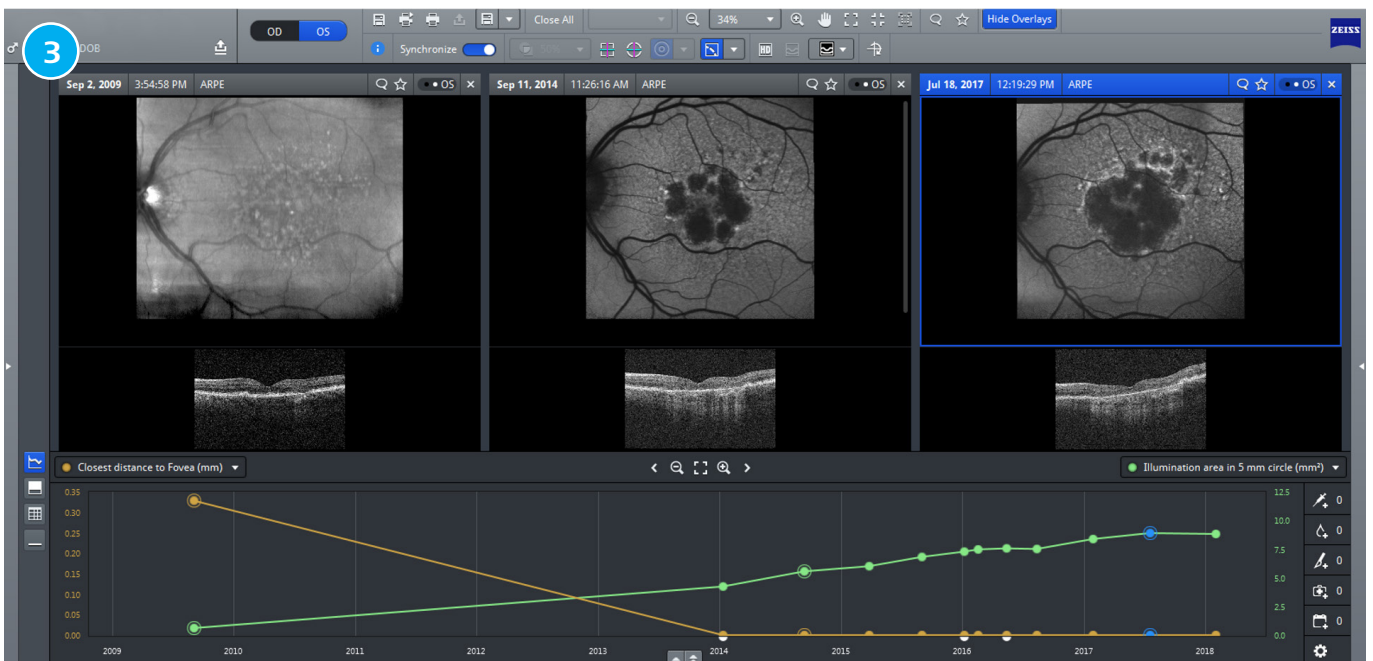 3
DOB
OD OS
Close All
34%
Hide Overlays
ZEISS
Synchronize
50%
HD
Sep 2, 2009 3:54:58 PM ARPE OS
Sep 11, 2014 11:26:16 AM ARPE OS
Jul 18, 2017 12:19:29 PM ARPE OS
Closest distance to Fovea (mm)
Illumination area in 5 mm circle (mm²)
0.35
0.30
0.25
0.20
0.15
0.10
0.05
0.00
12.5
10.0
7.5
5.0
2.5
0.0
2009 2010 2011 2012 2013 2014 2015 2016 2017 2018
0
0
0
0
0